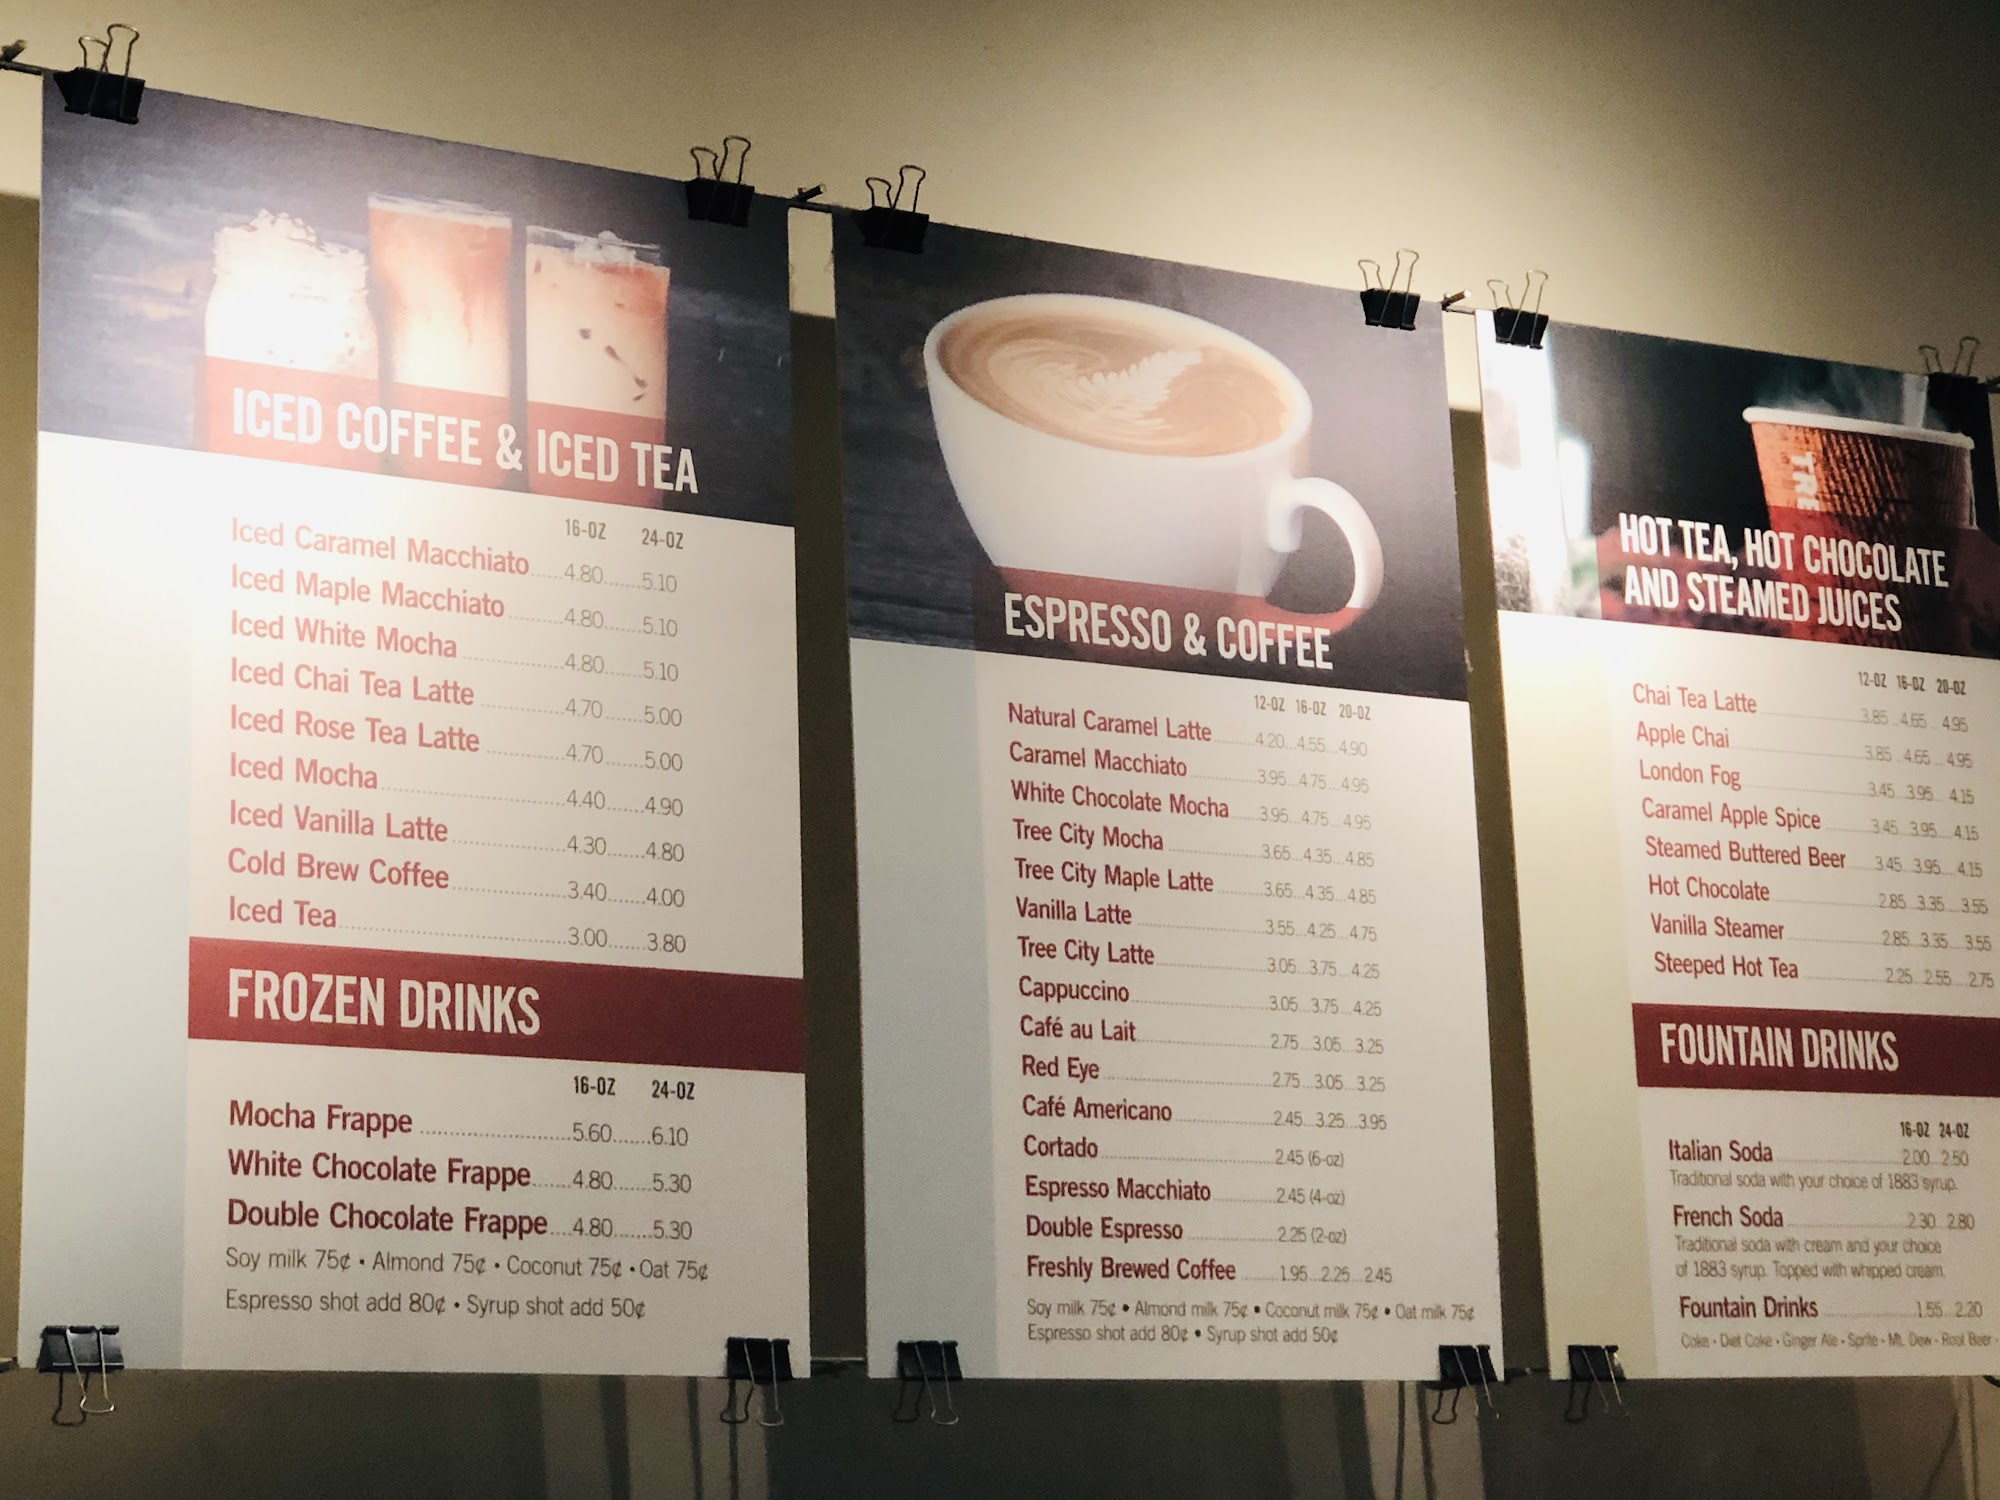 ICED COFFEE & ICED TEA
16-OZ 24-OZ
Iced Caramel Macchiato......4.80.......5.10
Iced Maple Macchiato..........4.80.......5.10
Iced White Mocha..................4.80.......5.10
Iced Chai Tea Latte...............4.70.......5.00
Iced Rose Tea Latte..............4.70.......5.00
Iced Mocha................................4.40.......4.90
Iced Vanilla Latte....................4.30.......4.80
Cold Brew Coffee....................3.40.......4.00
Iced Tea........................................3.00.......3.80
FROZEN DRINKS
16-OZ 24-OZ
Mocha Frappe..........................5.60.......6.10
White Chocolate Frappe.......4.80.......5.30
Double Chocolate Frappe....4.80.......5.30
Soy milk 75¢ • Almond 75¢ • Coconut 75¢ • Oat 75¢
Espresso shot add 80¢ • Syrup shot add 50¢
ESPRESSO & COFFEE
12-OZ 16-OZ 20-OZ
Natural Caramel Latte........4.20...4.55...4.90
Caramel Macchiato............3.95...4.75...4.95
White Chocolate Mocha.....3.95...4.75...4.95
Tree City Mocha..................3.65...4.35...4.85
Tree City Maple Latte.........3.65...4.35...4.85
Vanilla Latte........................3.55...4.25...4.75
Tree City Latte.....................3.05...3.75...4.25
Cappuccino.........................3.05...3.75...4.25
Café au Lait.........................2.75...3.05...3.25
Red Eye...............................2.75...3.05...3.25
Café Americano..................2.45...3.25...3.95
Cortado...............................2.45 (6-oz)
Espresso Macchiato...........2.45 (4-oz)
Double Espresso................2.25 (2-oz)
Freshly Brewed Coffee.......1.95...2.25...2.45
Soy milk 75¢ • Almond milk 75¢ • Coconut milk 75¢ • Oat milk 75¢
Espresso shot add 80¢ • Syrup shot add 50¢
TRE
HOT TEA, HOT CHOCOLATE
AND STEAMED JUICES
12-OZ 16-OZ 20-OZ
Chai Tea Latte....................3.85...4.65...4.95
Apple Chai.........................3.85...4.65...4.95
London Fog........................3.45...3.95...4.15
Caramel Apple Spice.........3.45...3.95...4.15
Steamed Buttered Beer.....3.45...3.95...4.15
Hot Chocolate....................2.85...3.35...3.55
Vanilla Steamer..................2.85...3.35...3.55
Steeped Hot Tea................2.25...2.55...2.75
FOUNTAIN DRINKS
16-OZ 24-OZ
Italian Soda........................2.00...2.50
Traditional soda with your choice of 1883 syrup.
French Soda.......................2.30...2.80
Traditional soda with cream and your choice
of 1883 syrup. Topped with whipped cream.
Fountain Drinks..................1.55...2.20
Coke • Diet Coke • Ginger Ale • Sprite • Mt. Dew • Root Beer •